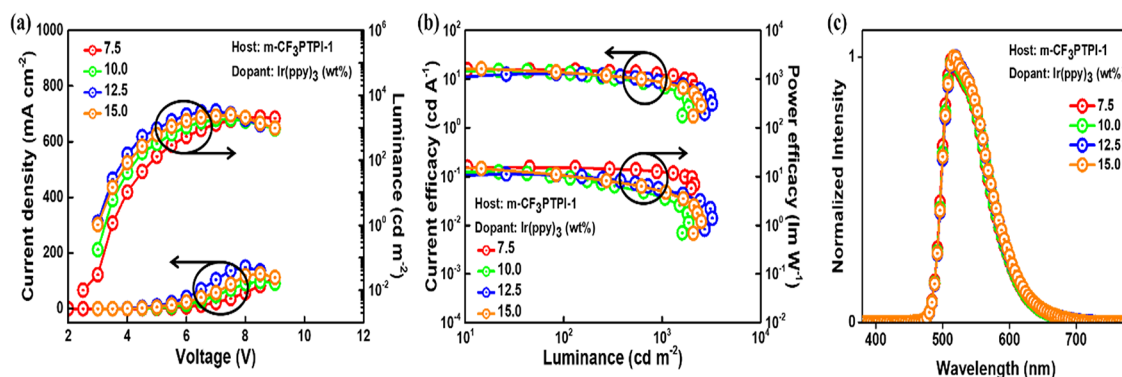 (a)
Current density (mA cm⁻²)
1000
800
600
400
200
0
7.5
10.0
12.5
15.0
Host: m-CF₃PTPI-1
Dopant: Ir(ppy)₃ (wt%)
10⁶
10⁴
10²
10⁰
10⁻²
Luminance (cd m⁻²)
2 4 6 8 10 12
Voltage (V)
(b)
Current efficacy (cd A⁻¹)
10²
10¹
10⁰
10⁻¹
10⁻²
10⁻³
10⁻⁴
Host: m-CF₃PTPI-1
Dopant: Ir(ppy)₃ (wt%)
7.5
10.0
12.5
15.0
10⁴
10³
10²
10¹
10⁰
10⁻¹
10⁻²
Power efficacy (lm W⁻¹)
10¹ 10² 10³ 10⁴
Luminance (cd m⁻²)
(c)
Normalized Intensity
1
0
Host: m-CF₃PTPI-1
Dopant: Ir(ppy)₃ (wt%
7.5
10.0
12.5
15.0
400 500 600 700
Wavelength (nm)